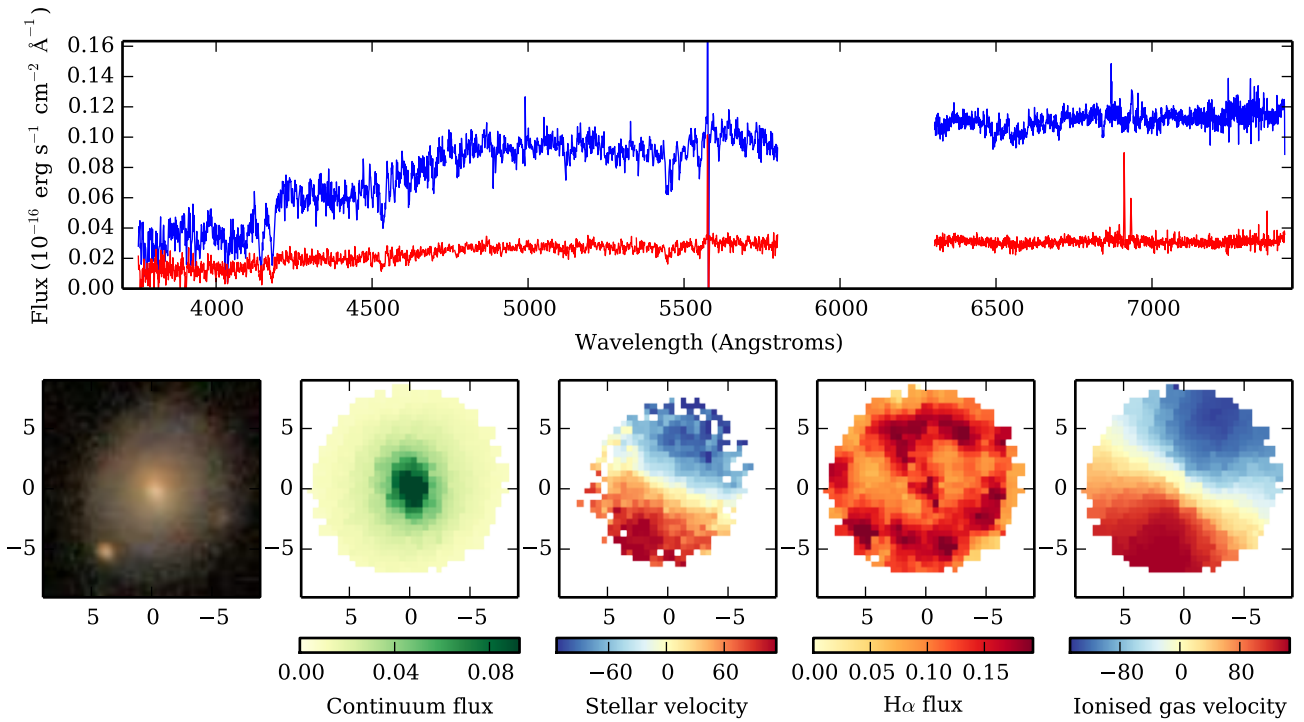 Flux (10⁻¹⁶ erg s⁻¹ cm⁻² Å⁻¹)
0.16
0.14
0.12
0.10
0.08
0.06
0.04
0.02
0.00
4000 4500 5000 5500 6000 6500 7000
Wavelength (Angstroms)
5 0 −5
5 0 −5
5 0 −5
5 0 −5
5 0 −5
5 0 −5
5 0 −5
5 0 −5
5 0 −5
5 0 −5
0.00 0.04 0.08
Continuum flux
−60 0 60
Stellar velocity
0.00 0.05 0.10 0.15
Hα flux
−80 0 80
Ionised gas velocity